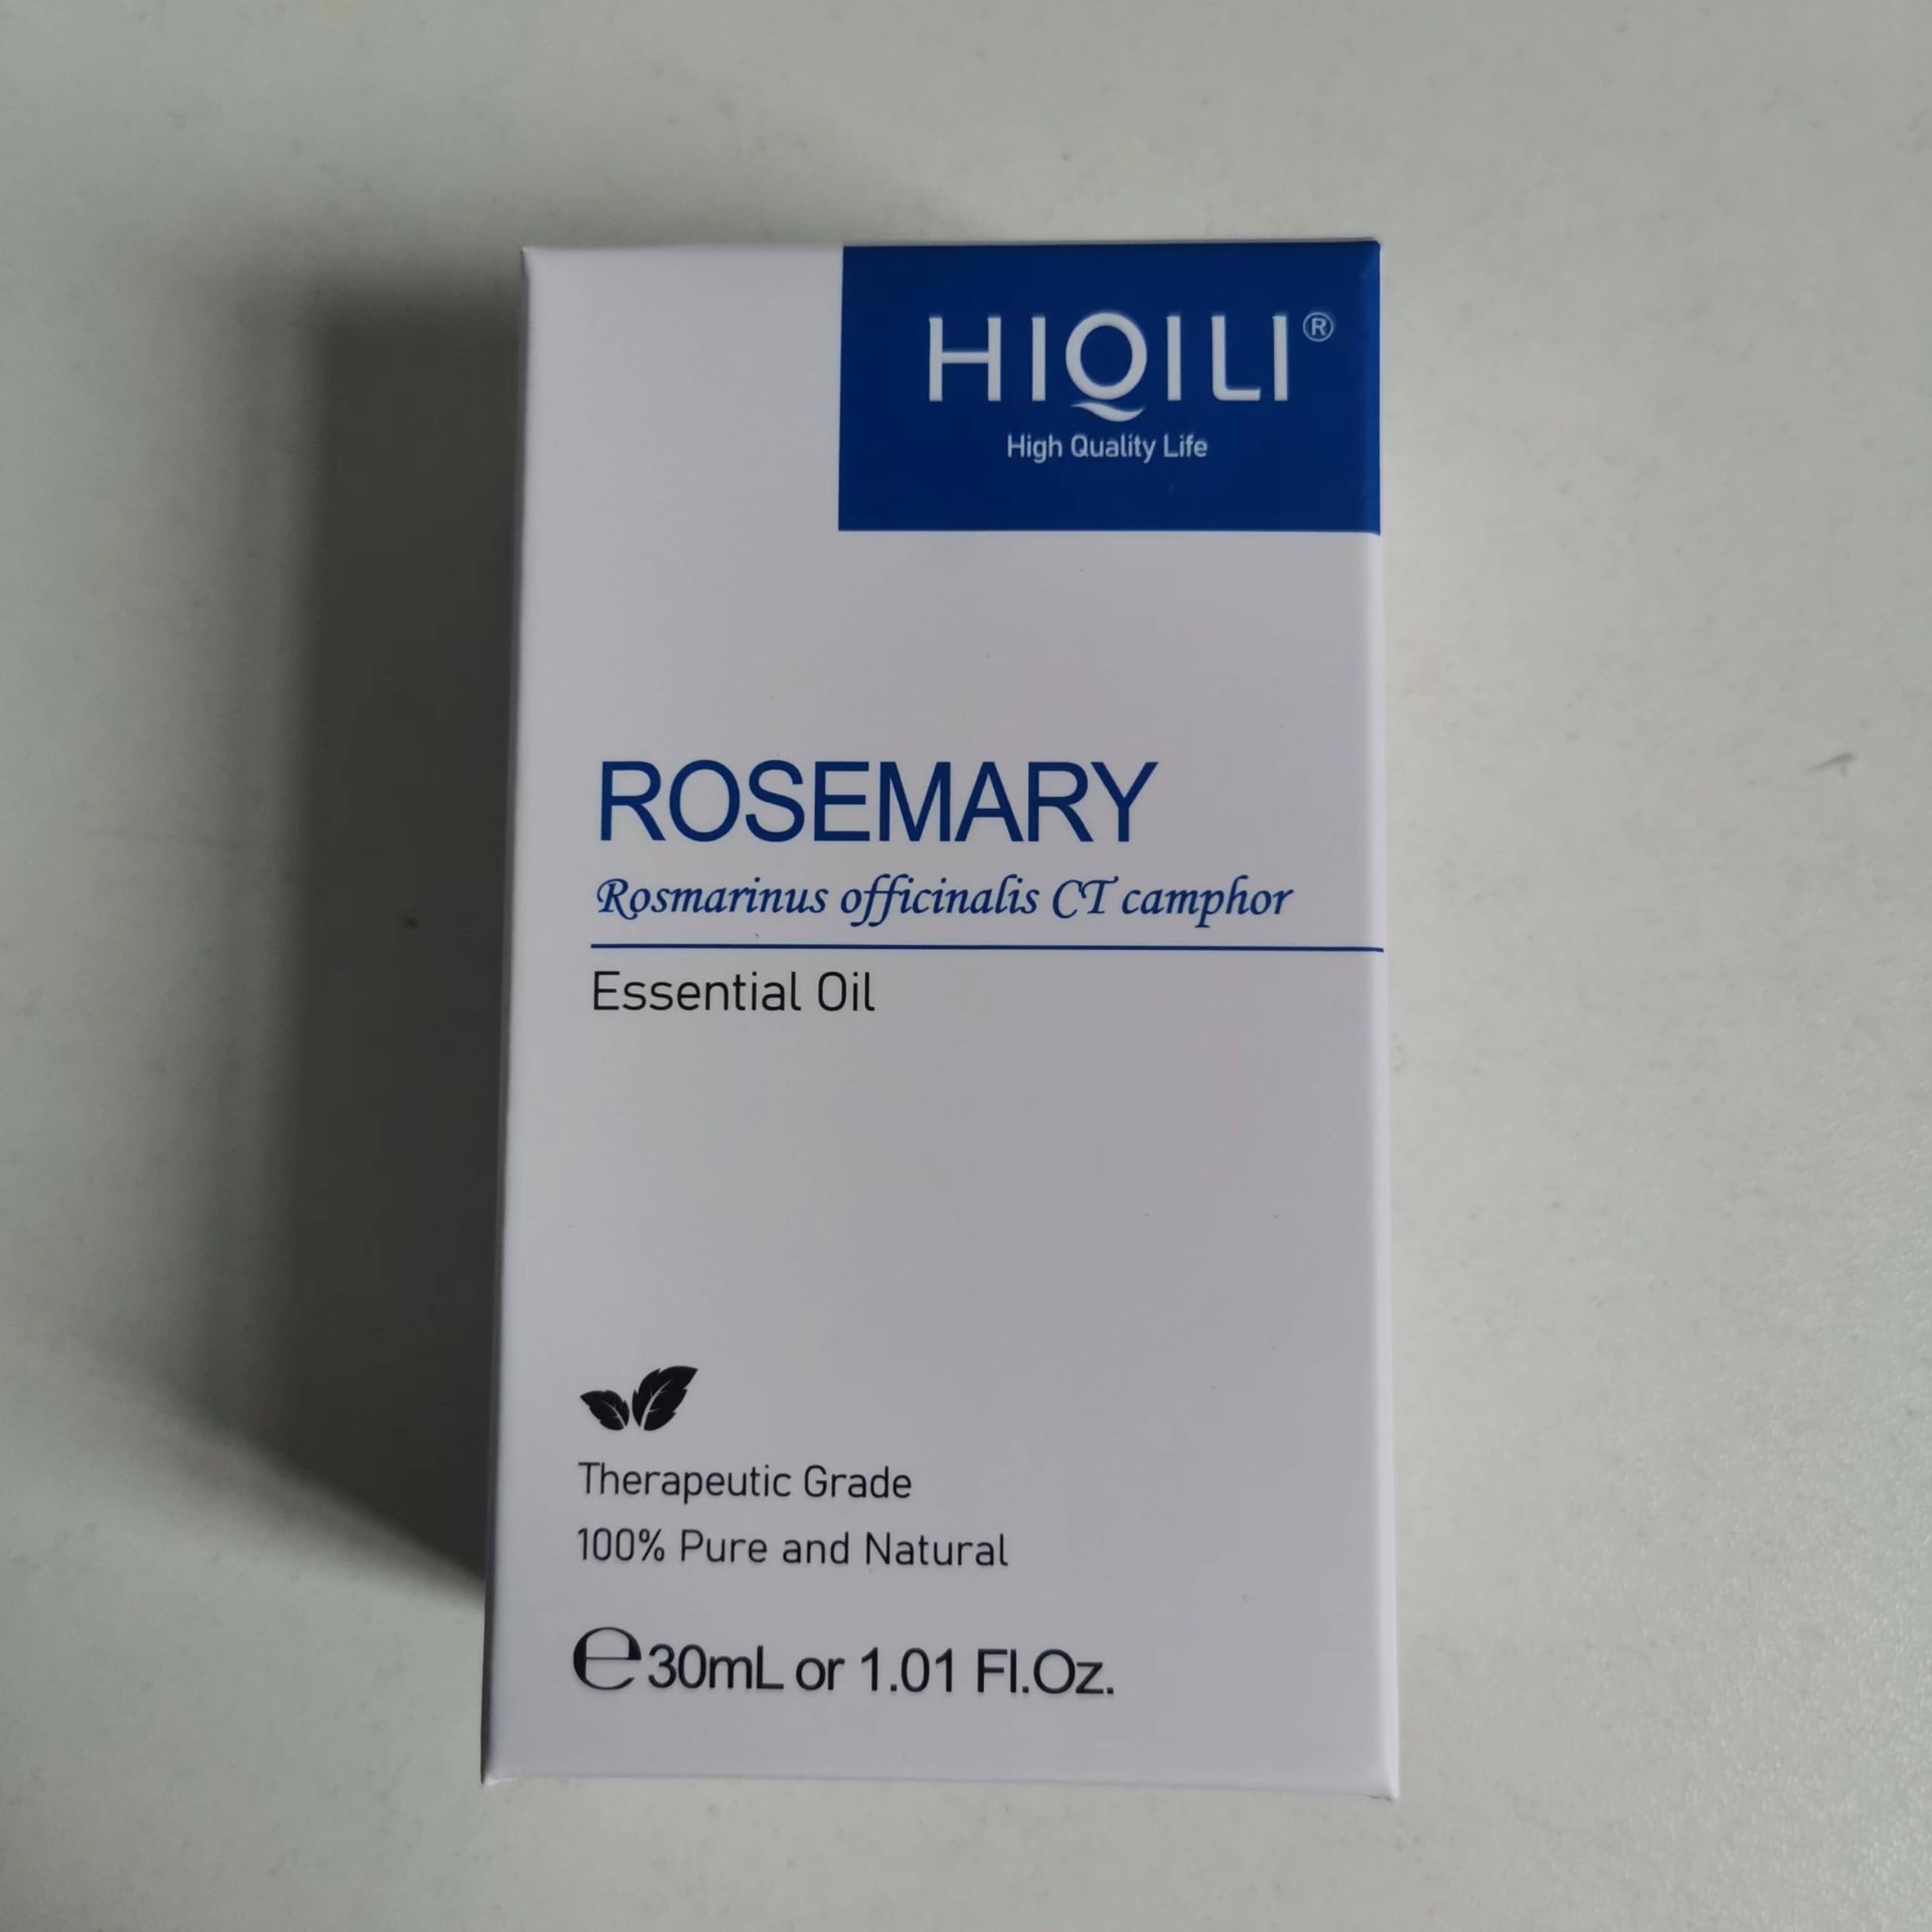 HIQILI®
High Quality Life
ROSEMARY
Rosmarinus officinalis CT camphor
Essential Oil
Therapeutic Grade
100% Pure and Natural
℮30mL or 1.01 Fl.Oz.